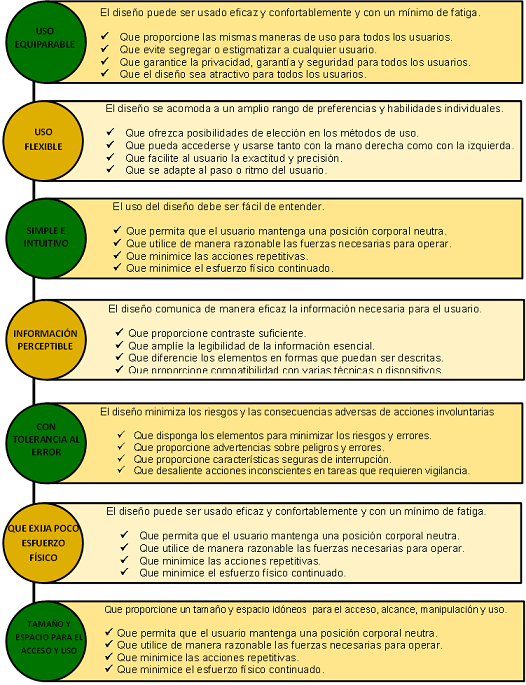 USO
EQUIPARABLE
El diseño puede ser usado eficaz y confortablemente y con un mínimo de fatiga.
✓ Que proporcione las mismas maneras de uso para todos los usuarios.
✓ Que evite segregar o estigmatizar a cualquier usuario.
✓ Que garantice la privacidad, garantía y seguridad para todos los usuarios.
✓ Que el diseño sea atractivo para todos los usuarios.
USO
FLEXIBLE
El diseño se acomoda a un amplio rango de preferencias y habilidades individuales.
✓ Que ofrezca posibilidades de elección en los métodos de uso.
✓ Que pueda accederse y usarse tanto con la mano derecha como con la izquierda.
✓ Que facilite al usuario la exactitud y precisión.
✓ Que se adapte al paso o ritmo del usuario.
SIMPLE E
INTUITIVO
El uso del diseño debe ser fácil de entender.
✓ Que permita que el usuario mantenga una posición corporal neutra.
✓ Que utilice de manera razonable las fuerzas necesarias para operar.
✓ Que minimice las acciones repetitivas.
✓ Que minimice el esfuerzo físico continuado.
INFORMACIÓN
PERCEPTIBLE
El diseño comunica de manera eficaz la información necesaria para el usuario.
✓ Que proporcione contraste suficiente.
✓ Que amplíe la legibilidad de la información esencial.
✓ Que diferencie los elementos en formas que puedan ser descritas.
✓ Que proporcione compatibilidad con varias técnicas o dispositivos
CON
TOLERANCIA AL
ERROR
El diseño minimiza los riesgos y las consecuencias adversas de acciones involuntarias
✓ Que disponga los elementos para minimizar los riesgos y errores.
✓ Que proporcione advertencias sobre peligros y errores.
✓ Que proporcione características seguras de interrupción.
✓ Que desaliente acciones inconscientes en tareas que requieren vigilancia.
QUE EXIJA POCO
ESFUERZO
FÍSICO
El diseño puede ser usado eficaz y confortablemente y con un mínimo de fatiga.
✓ Que permita que el usuario mantenga una posición corporal neutra.
✓ Que utilice de manera razonable las fuerzas necesarias para operar.
✓ Que minimice las acciones repetitivas.
✓ Que minimice el esfuerzo físico continuado.
TAMAÑO Y
ESPACIO PARA EL
ACCESO Y USO
Que proporcione un tamaño y espacio idóneos para el acceso, alcance, manipulación y uso.
✓ Que permita que el usuario mantenga una posición corporal neutra.
✓ Que utilice de manera razonable las fuerzas necesarias para operar.
✓ Que minimice las acciones repetitivas.
✓ Que minimice el esfuerzo físico continuado.